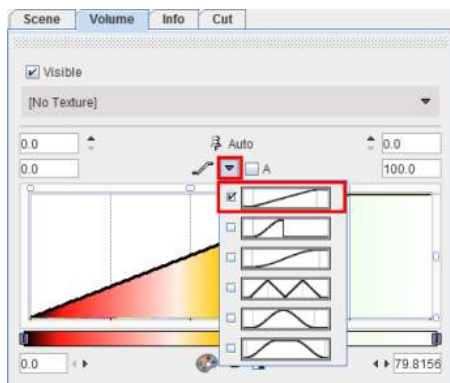 Scene Volume Info Cut
Visible
[No Texture]
0.0 Auto 0.0
0.0 A 100.0
0.0 79.8156